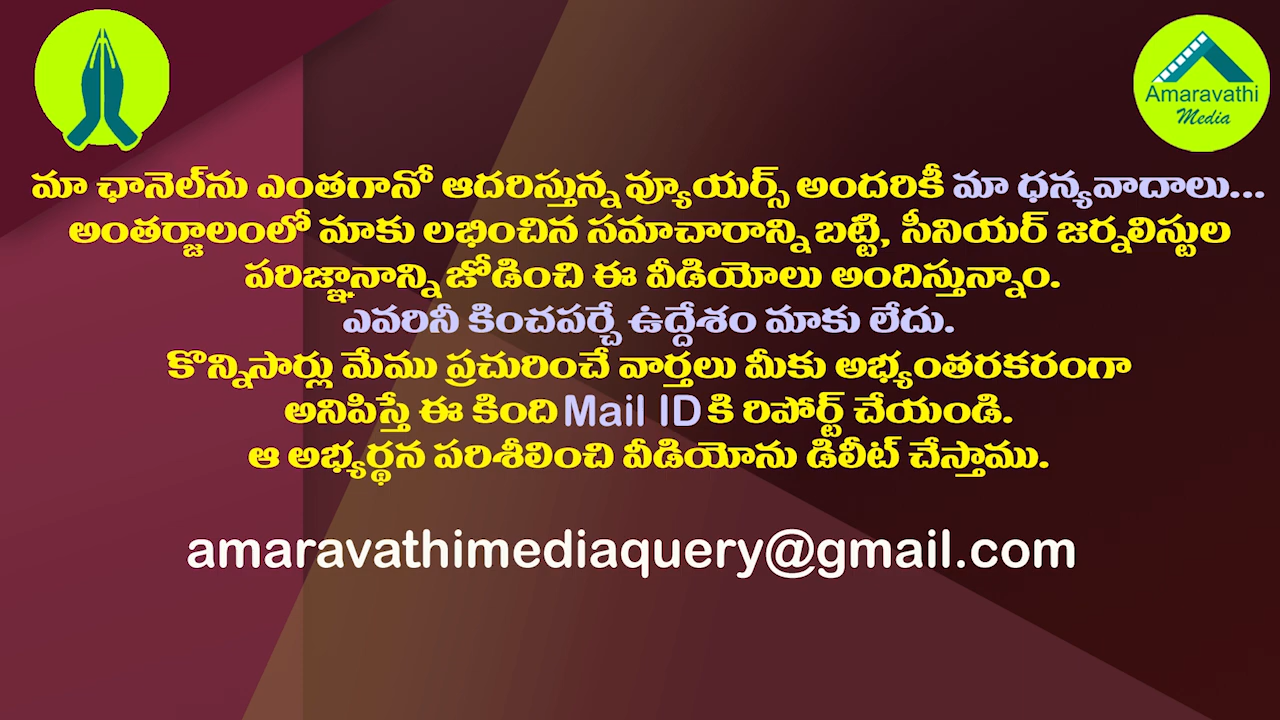 Amaravathi
Media
మా ఛానెల్‌ను ఎంతగానో ఆదరిస్తున్న వ్యూయర్స్ అందరికీ మా ధన్యవాదాలు...
అంతర్జాలంలో మాకు లభించిన సమాచారాన్ని బట్టి, సీనియర్ జర్నలిస్టుల
పరిజ్ఞానాన్ని జోడించి ఈ వీడియోలు అందిస్తున్నాం.
ఎవరినీ కించపర్చే ఉద్దేశం మాకు లేదు.
కొన్నిసార్లు మేము ప్రచురించే వార్తలు మీకు అభ్యంతరకరంగా
అనిపిస్తే ఈ కింది Mail ID కి రిపోర్ట్ చేయండి.
ఆ అభ్యర్థన పరిశీలించి వీడియోను డిలీట్ చేస్తాము.
amaravathimediaquery@gmail.com